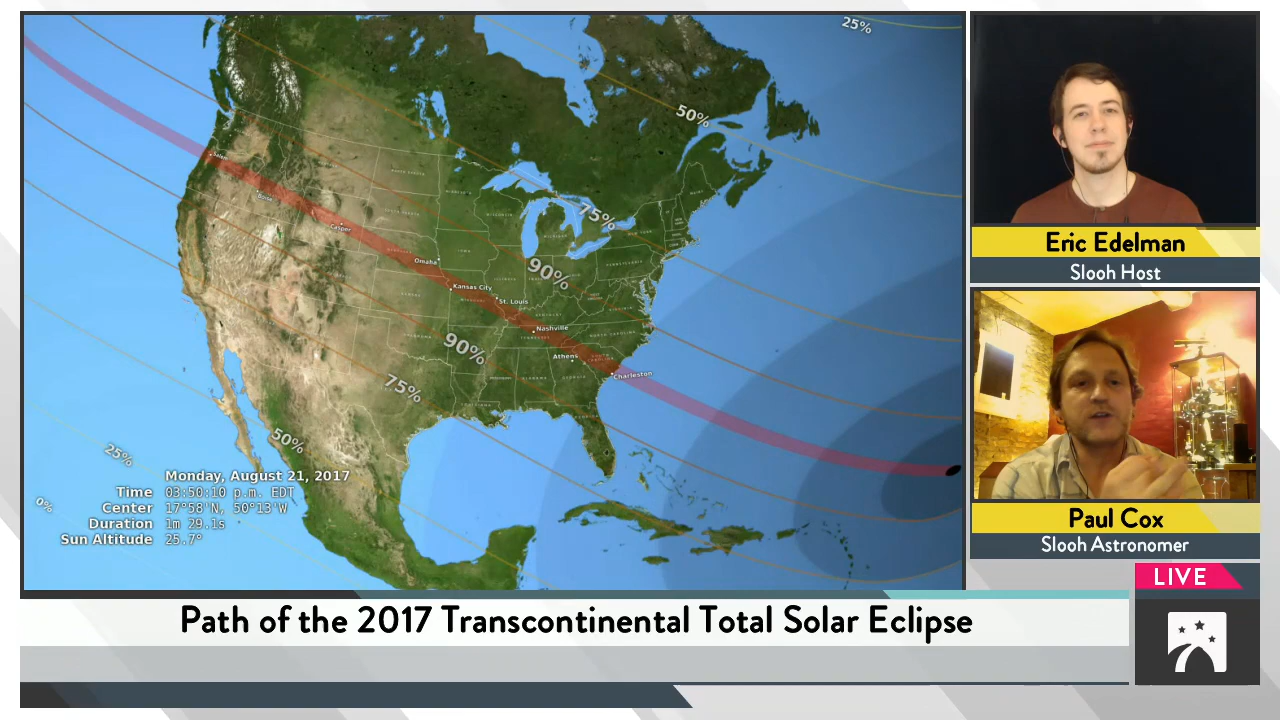 25%
50%
75%
90%
90%
75%
50%
25%
0%
Salem
Boise
Casper
Omaha
Kansas City
St. Louis
Nashville
Athens
Charleston
Monday, August 21, 2017
Time 03:50:10 p.m. EDT
Center 17°58'N, 50°13'W
Duration 1m 29.1s
Sun Altitude 25.7°
Eric Edelman
Slooh Host
Paul Cox
Slooh Astronomer
LIVE
Path of the 2017 Transcontinental Total Solar Eclipse